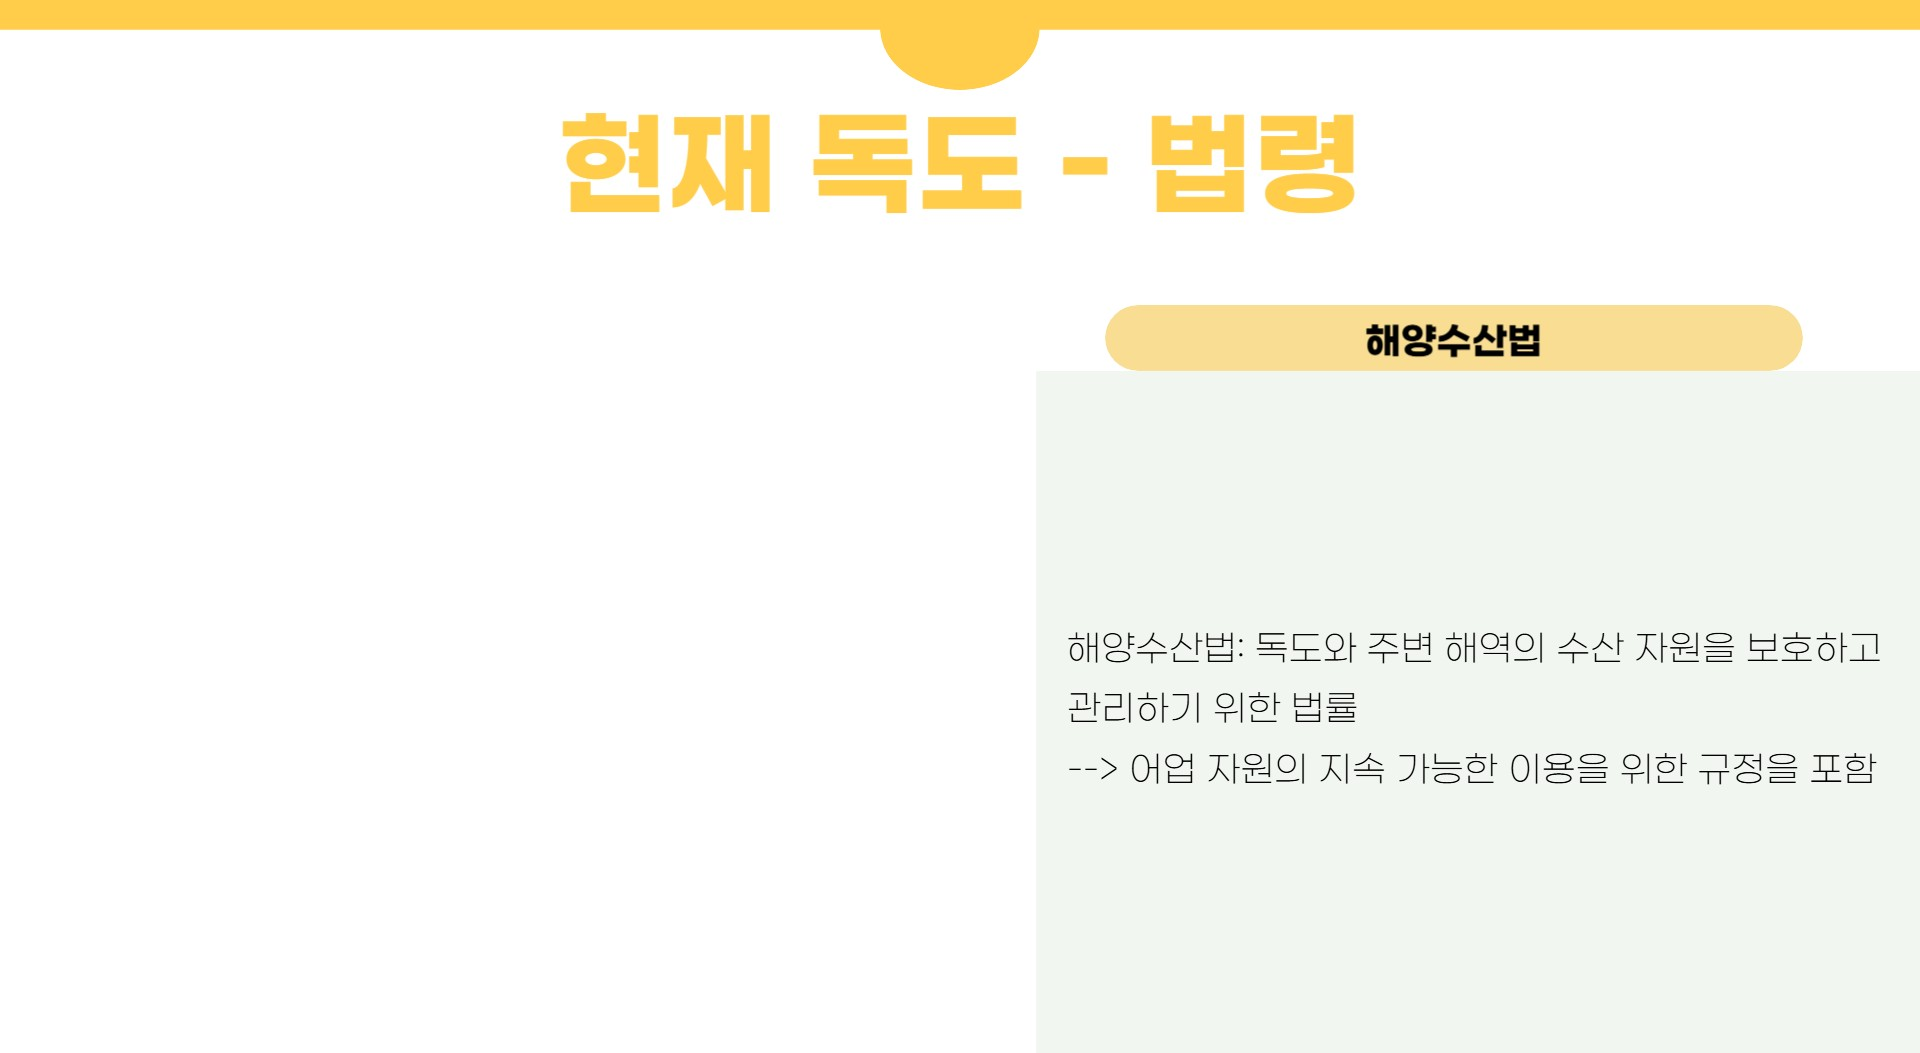 현재 독도 - 법령
해양수산법
해양수산법: 독도와 주변 해역의 수산 자원을 보호하고
관리하기 위한 법률
--> 어업 자원의 지속 가능한 이용을 위한 규정을 포함